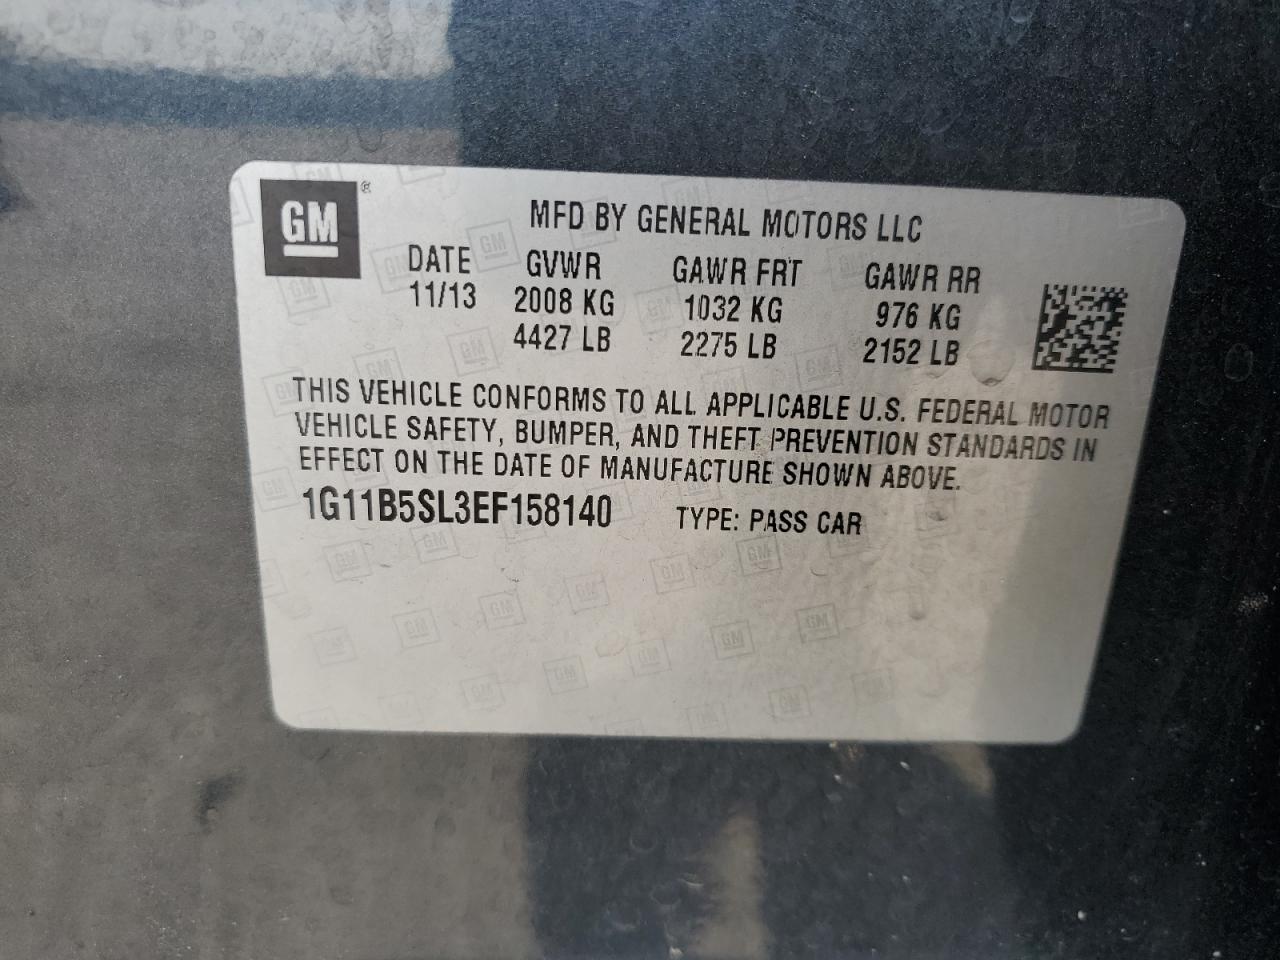 GM ®
MFD BY GENERAL MOTORS LLC
DATE GVWR GAWR FRT GAWR RR
11/13 2008 KG 1032 KG 976 KG
4427 LB 2275 LB 2152 LB
THIS VEHICLE CONFORMS TO ALL APPLICABLE U.S. FEDERAL MOTOR
VEHICLE SAFETY, BUMPER, AND THEFT PREVENTION STANDARDS IN
EFFECT ON THE DATE OF MANUFACTURE SHOWN ABOVE.
1G11B5SL3EF158140 TYPE: PASS CAR